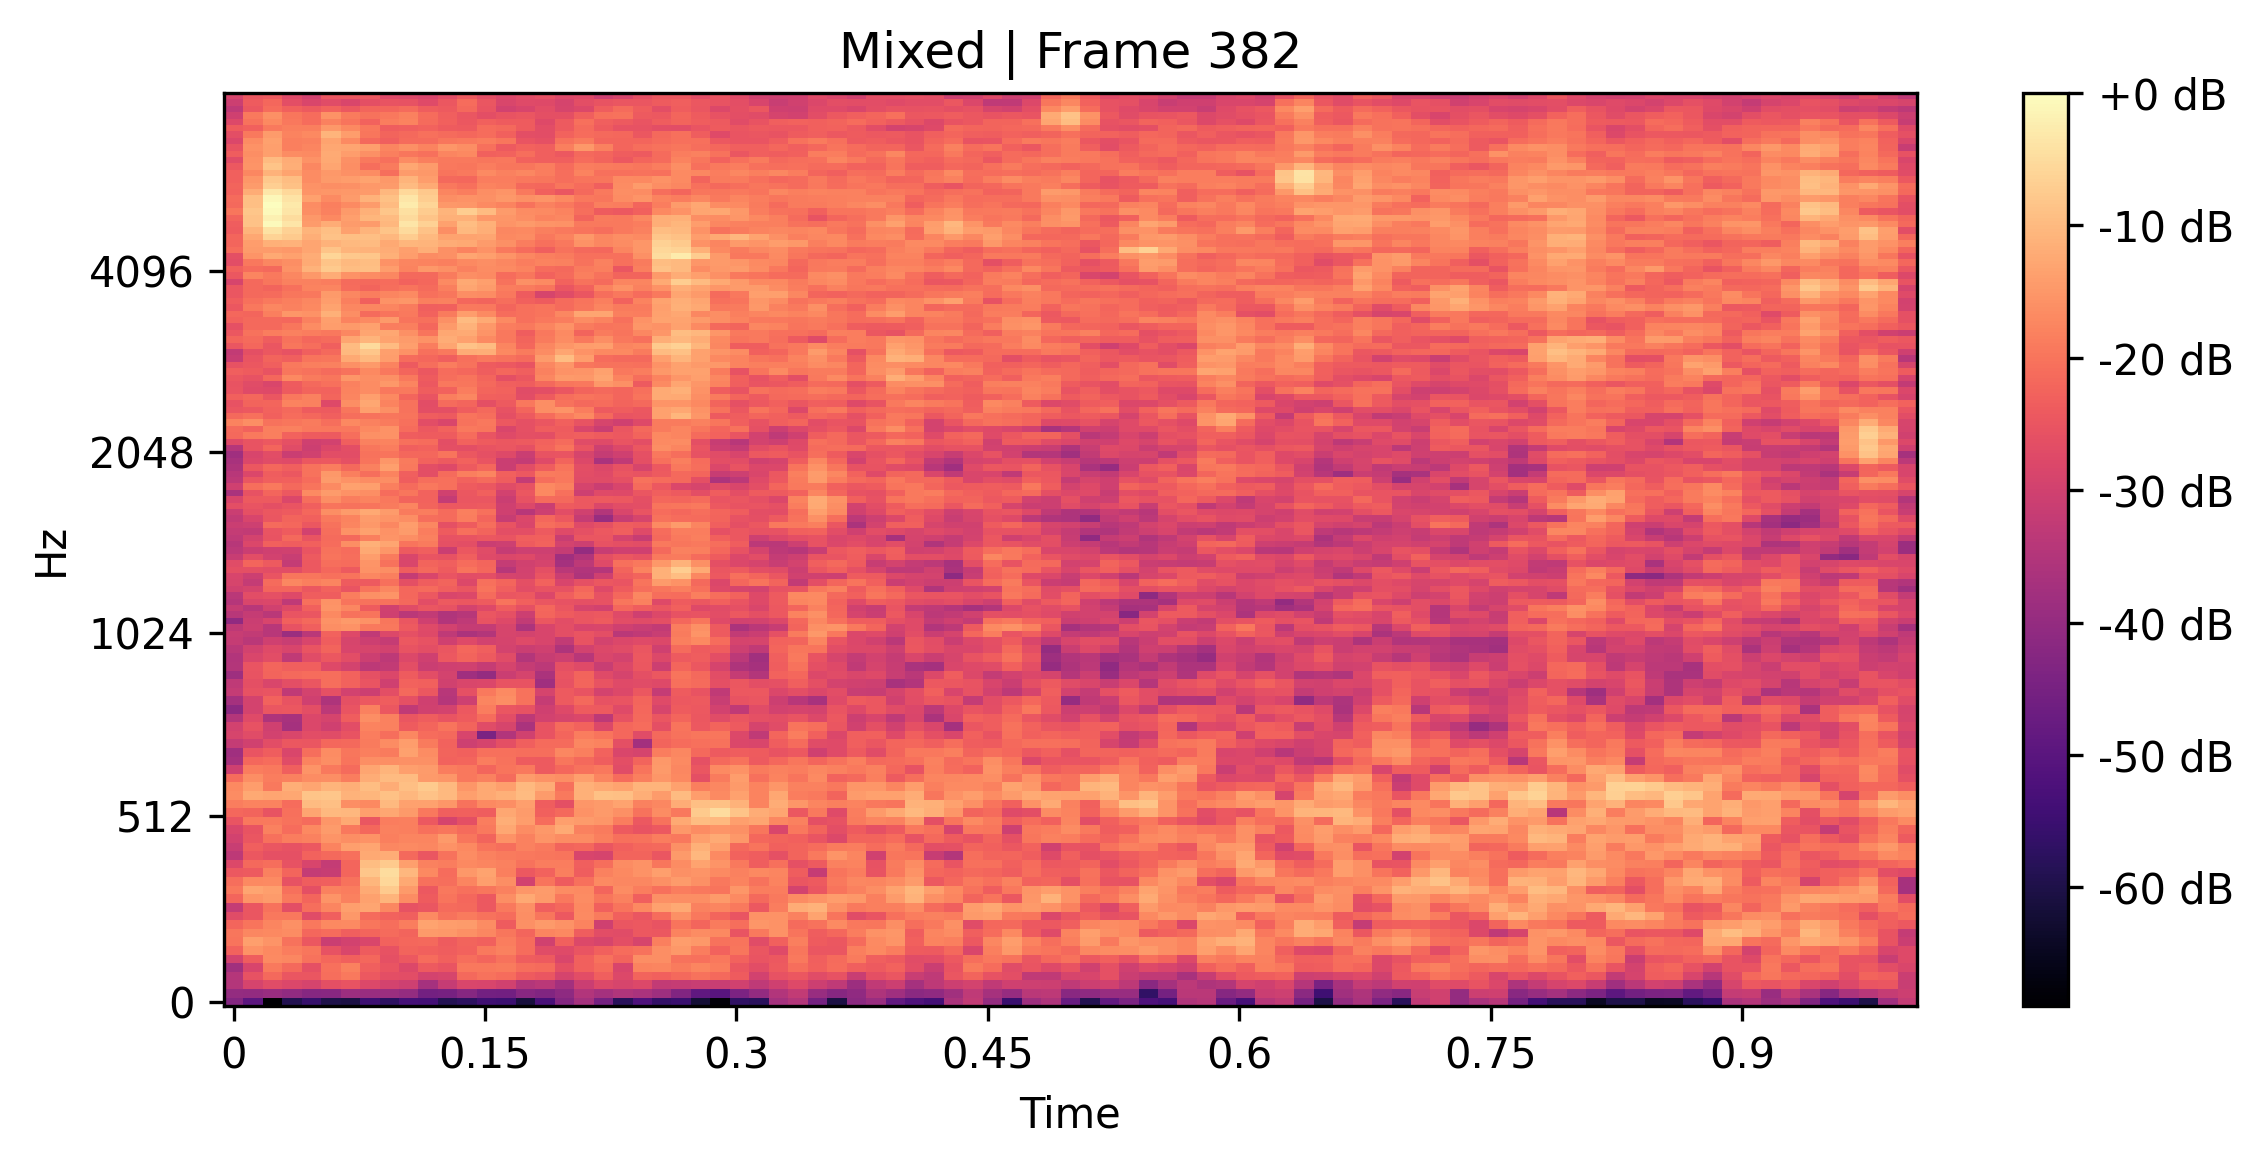 Mixed | Frame 382
Hz
4096
2048
1024
512
0
0 0.15 0.3 0.45 0.6 0.75 0.9
Time
+0 dB
-10 dB
-20 dB
-30 dB
-40 dB
-50 dB
-60 dB